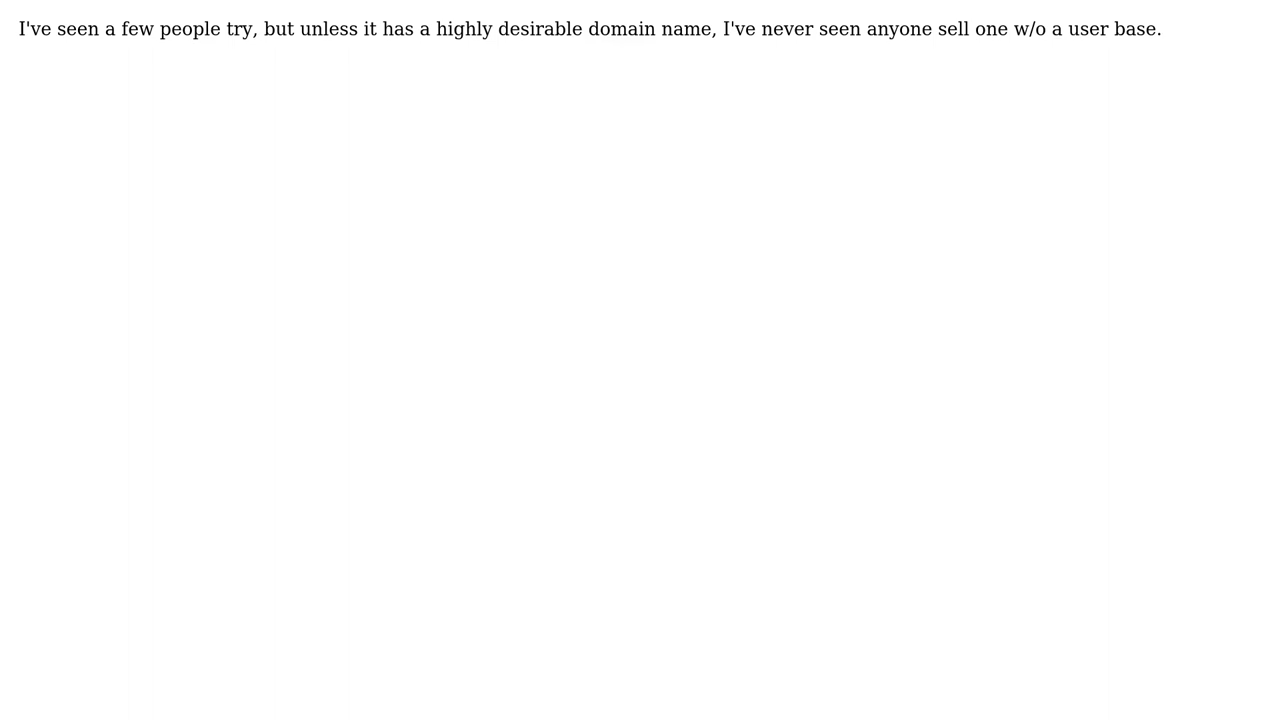 I've seen a few people try, but unless it has a highly desirable domain name, I've never seen anyone sell one w/o a user base.